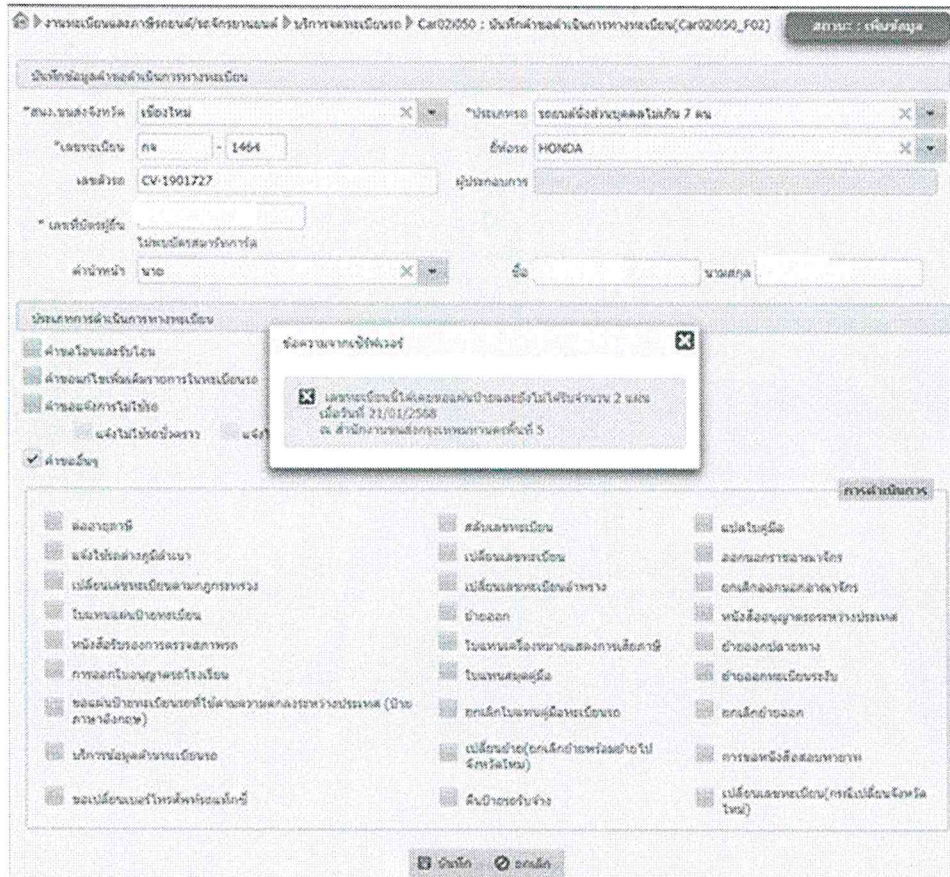 งานทะเบียนและภาษีรถยนต์/รถจักรยานยนต์ บริการจดทะเบียนรถ Car02i050 : บันทึกคำขอดำเนินการทางทะเบียน(Car02i050_F02) สถานะ : เพิ่มข้อมูล
บันทึกข้อมูลคำขอดำเนินการทางทะเบียน
*สนง.ขนส่งจังหวัด เชียงใหม่ *ประเภทรถ รถยนต์นั่งส่วนบุคคลไม่เกิน 7 คน
*เลขทะเบียน กจ - 1464 ยี่ห้อรถ HONDA
เลขตัวรถ CV-1901727 ผู้ประกอบการ
* เลขที่บัตรผู้ยื่น
ไม่พบบัตรสมาร์ทการ์ด
คำนำหน้า นาย ชื่อ นามสกุล
ประเภทการดำเนินการทางทะเบียน
คำขอโอนและรับโอน
คำขอแก้ไขเพิ่มเติมรายการในทะเบียนรถ
คำขอแจ้งการไม่ใช้รถ
แจ้งไม่ใช้รถชั่วคราว
คำขออื่นๆ
ข้อความจากเซิร์ฟเวอร์
เลขทะเบียนนี้ได้เคยขอแผ่นป้ายและยังไม่ได้รับจำนวน 2 แผ่น
เมื่อวันที่ 21/01/2568
ณ สำนักงานขนส่งกรุงเทพมหานครพื้นที่ 5
การดำเนินการ
ต่ออายุภาษี สลับเลขทะเบียน แปลใบคู่มือ
แจ้งใช้รถต่างภูมิลำเนา เปลี่ยนเลขทะเบียน ออกนอกราชอาณาจักร
เปลี่ยนเลขทะเบียนตามกฎกระทรวง เปลี่ยนเลขทะเบียนอำพราง ยกเลิกออกนอกอาณาจักร
ใบแทนแผ่นป้ายทะเบียน ย้ายออก หนังสืออนุญาตรถระหว่างประเทศ
หนังสือรับรองการตรวจสภาพรถ ใบแทนเครื่องหมายแสดงการเสียภาษี ย้ายออกปลายทาง
การออกใบอนุญาตรถโรงเรียน ใบแทนสมุดคู่มือ ย้ายออกทะเบียนระงับ
ขอแผ่นป้ายทะเบียนรถที่ใช้ตามความตกลงระหว่างประเทศ (ป้าย
ภาษาอังกฤษ) ยกเลิกใบแทนคู่มือทะเบียนรถ ยกเลิกย้ายออก
บริการข้อมูลด้านทะเบียนรถ เปลี่ยนย้าย(ยกเลิกย้ายพร้อมย้ายไป
จังหวัดใหม่) การขอหนังสือสอบทายาท
ขอเปลี่ยนเบอร์โทรศัพท์รถแท็กซี่ คืนป้ายรถรับจ้าง เปลี่ยนเลขทะเบียน(กรณีเปลี่ยนจังหวัด
ใหม่)
บันทึก ยกเลิก